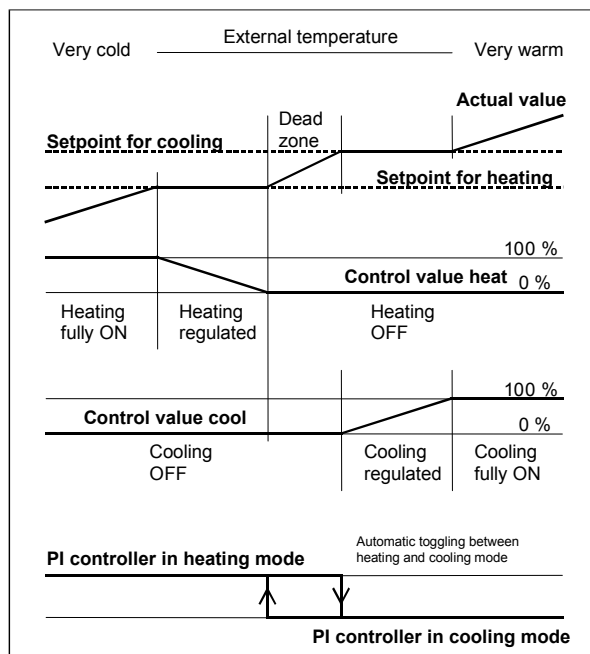 External temperature
Very cold
Very warm
Actual value
Dead
zone
Setpoint for cooling
Setpoint for heating
100 %
Control value heat
0 %
Heating
fully ON
Heating
regulated
Heating
OFF
100 %
Control value cool
0 %
Cooling
OFF
Cooling
regulated
Cooling
fully ON
Automatic toggling between
heating and cooling mode
PI controller in heating mode
PI controller in cooling mode